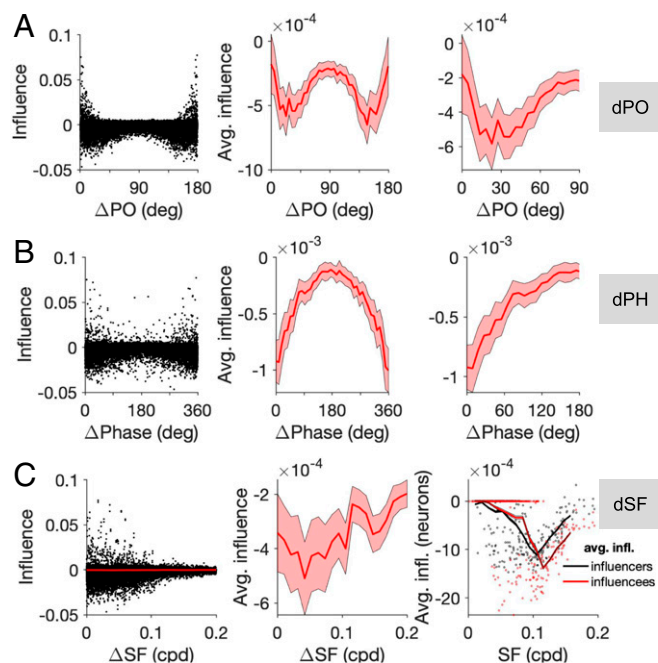 A
0.1
0.05
0
-0.05
Influence
0 90 180
ΔPO (deg)
× 10⁻⁴
0
-5
-10
Avg. influence
0 90 180
ΔPO (deg)
× 10⁻⁴
0
-2
-4
-6
0 30 60 90
ΔPO (deg)
dPO
B
0.1
0.05
0
-0.05
Influence
0 180 360
ΔPhase (deg)
× 10⁻³
0
-0.5
-1
Avg. influence
0 180 360
ΔPhase (deg)
× 10⁻³
0
-0.5
-1
0 60 120 180
ΔPhase (deg)
dPH
C
0.1
0.05
0
-0.05
Influence
0 0.1 0.2
ΔSF (cpd)
× 10⁻⁴
-2
-4
-6
Avg. influence
0 0.1 0.2
ΔSF (cpd)
× 10⁻⁴
0
-10
-20
Avg. infl. (neurons)
0 0.1 0.2
SF (cpd)
avg. infl.
influencers
influencees
dSF